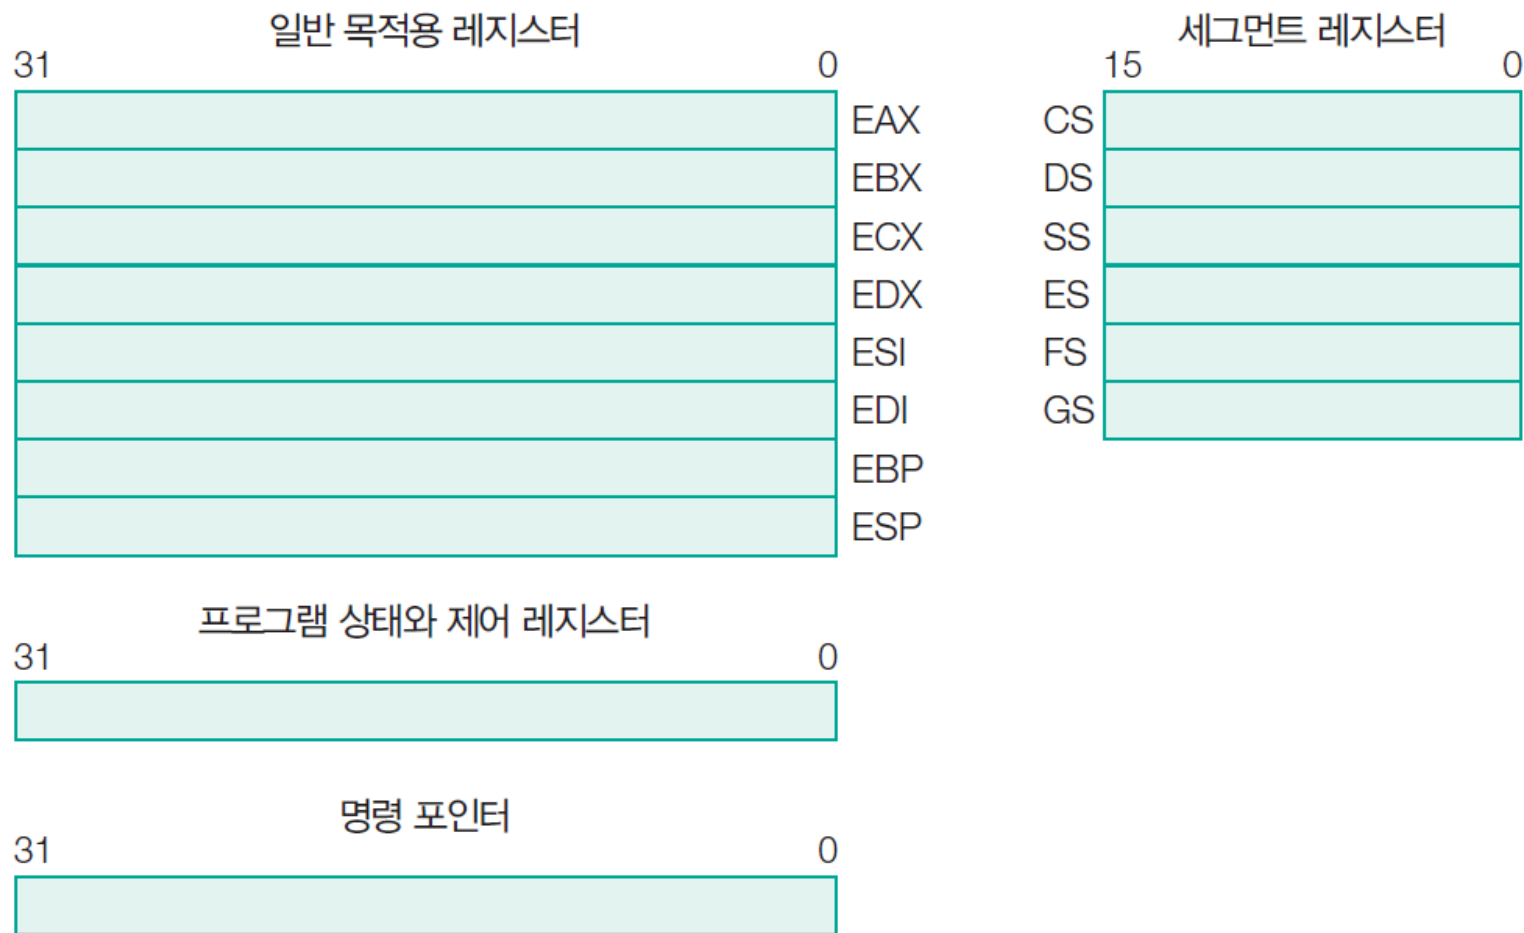 일반 목적용 레지스터
31 0
EAX
EBX
ECX
EDX
ESI
EDI
EBP
ESP
세그먼트 레지스터
15 0
CS
DS
SS
ES
FS
GS
프로그램 상태와 제어 레지스터
31 0
명령 포인터
31 0